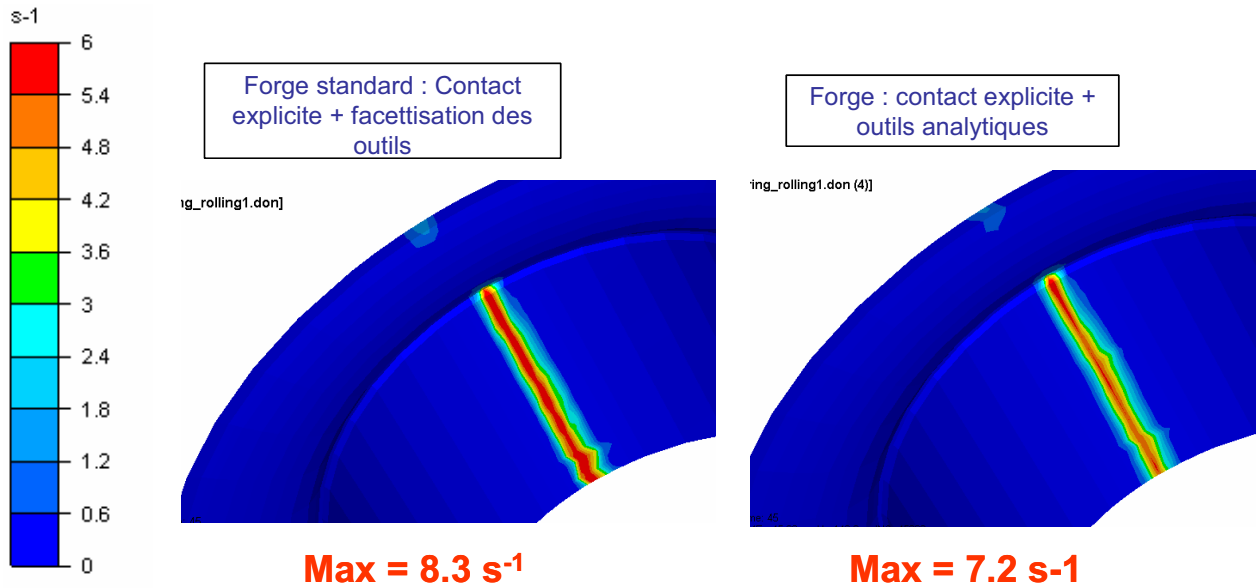 s-1
6
5.4
4.8
4.2
3.6
3
2.4
1.8
1.2
0.6
0
Forge standard : Contact
explicite + facettisation des
outils
Forge : contact explicite +
outils analytiques
ng_rolling1.don]
ring_rolling1.don (4)]
Max = 8.3 s-1
Max = 7.2 s-1